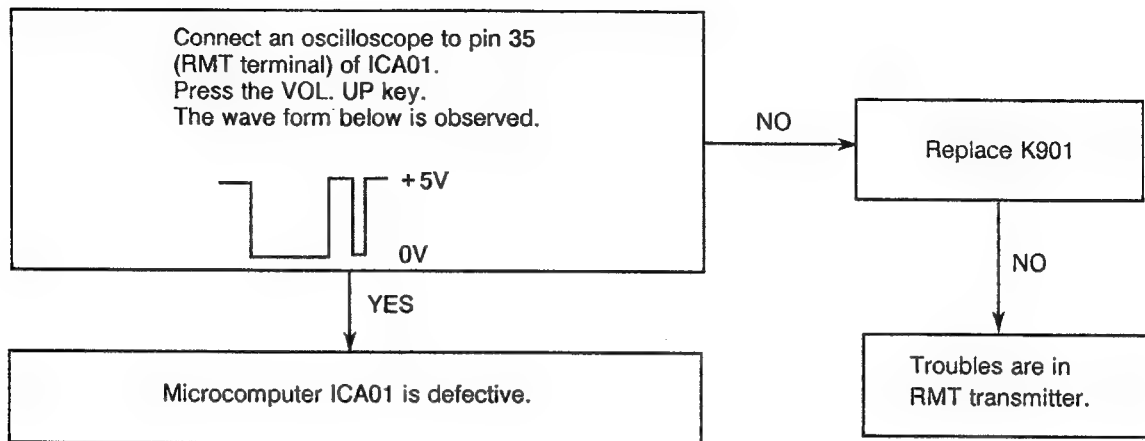 Connect an oscilloscope to pin 35
(RMT terminal) of ICA01.
Press the VOL. UP key.
The wave form below is observed.
+5V
0V
NO
Replace K901
NO
Troubles are in
RMT transmitter.
YES
Microcomputer ICA01 is defective.